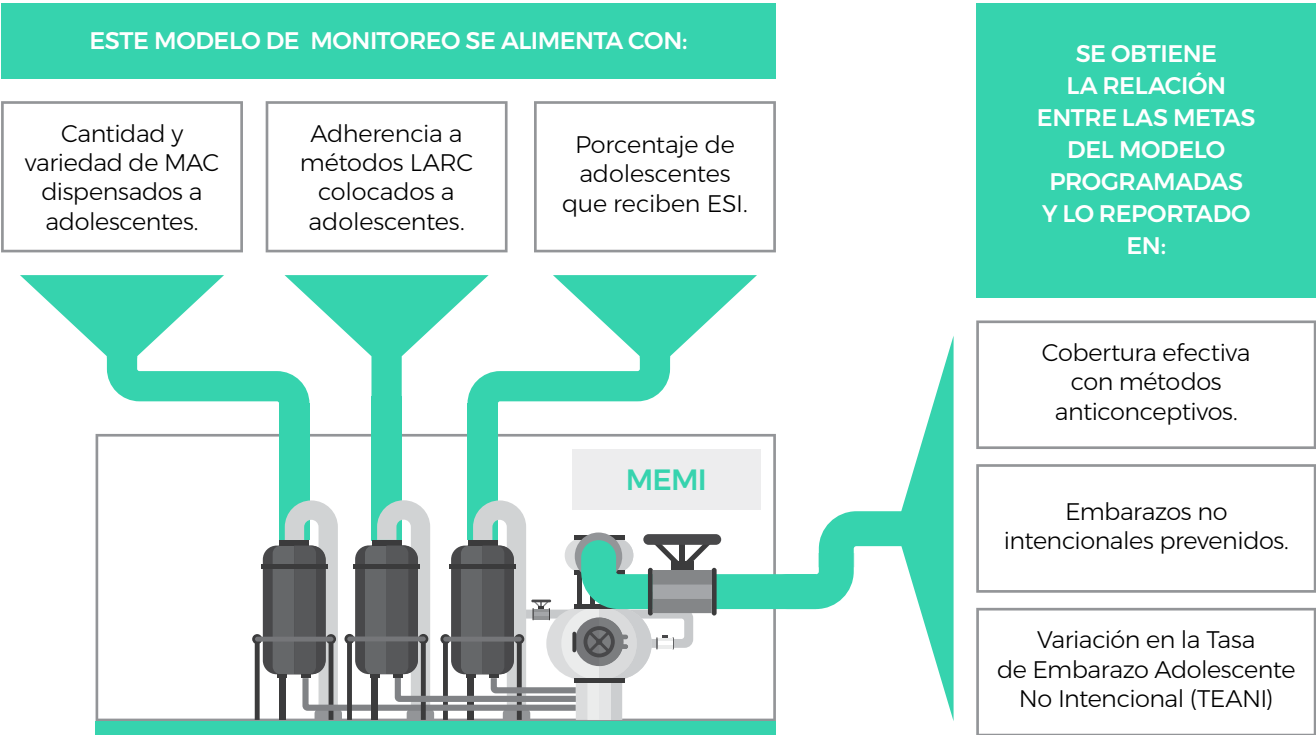 ESTE MODELO DE MONITOREO SE ALIMENTA CON:
Cantidad y
variedad de MAC
dispensados a
adolescentes.
Adherencia a
métodos LARC
colocados a
adolescentes.
Porcentaje de
adolescentes
que reciben ESI.
MEMI
SE OBTIENE
LA RELACIÓN
ENTRE LAS METAS
DEL MODELO
PROGRAMADAS
Y LO REPORTADO
EN:
Cobertura efectiva
con métodos
anticonceptivos.
Embarazos no
intencionales prevenidos.
Variación en la Tasa
de Embarazo Adolescente
No Intencional (TEANI)